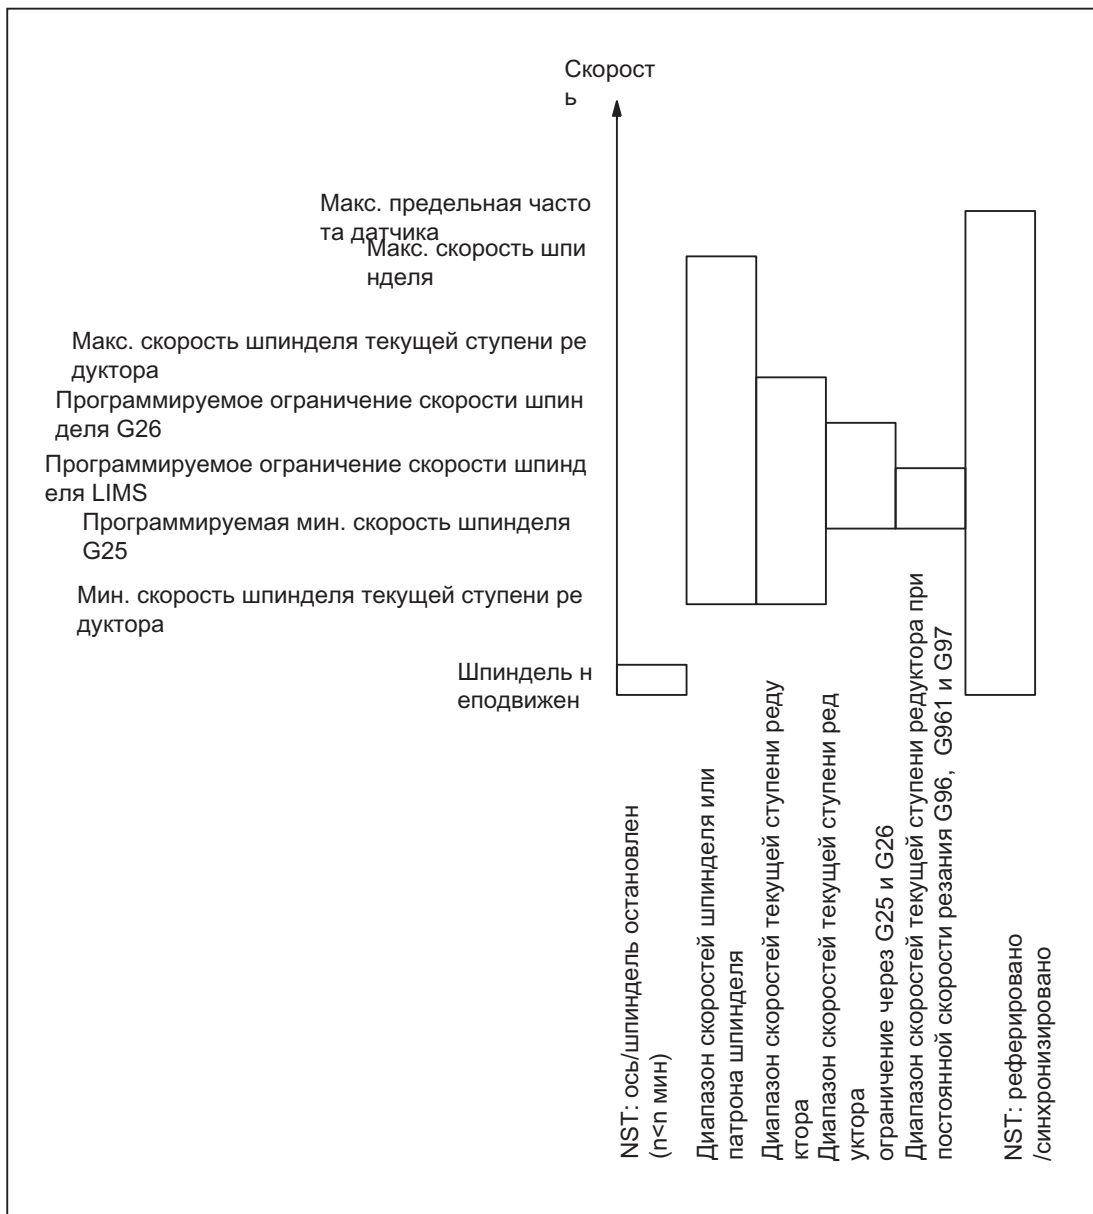 Скорост
ь
Макс. предельная часто
та датчика
Макс. скорость шпи
нделя
Макс. скорость шпинделя текущей ступени ре
дуктора
Программируемое ограничение скорости шпин
деля G26
Программируемое ограничение скорости шпинд
еля LIMS
Программируемая мин. скорость шпинделя
G25
Мин. скорость шпинделя текущей ступени ре
дуктора
Шпиндель н
еподвижен
NST: ось/шпиндель остановлен
(n<n мин)
Диапазон скоростей шпинделя или
патрона шпинделя
Диапазон скоростей текущей ступени реду
ктора
Диапазон скоростей текущей ступени ред
уктора
ограничение через G25 и G26
Диапазон скоростей текущей ступени редуктора при
постоянной скорости резания G96, G961 и G97
NST: реферировано
/синхронизировано